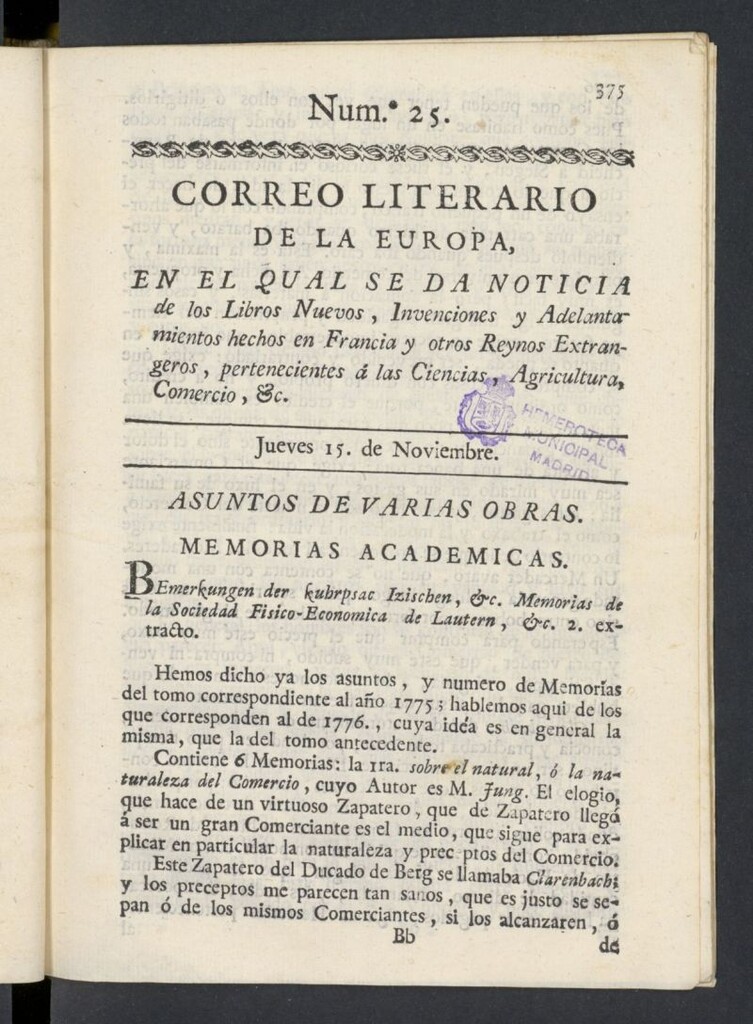 375
Num.º 25.
CORREO LITERARIO
DE LA EUROPA,
EN EL QUAL SE DA NOTICIA
de los Libros Nuevos, Invenciones y Adelanta-
mientos hechos en Francia y otros Reynos Extran-
geros, pertenecientes á las Ciencias, Agricultura,
Comercio, &c.
HEMEROTECA
MUNICIPAL
MADRID
Jueves 15. de Noviembre.
ASUNTOS DE VARIAS OBRAS.
MEMORIAS ACADEMICAS.
BEmerkungen der kuhrpsac Izischen, &c. Memorias de
la Sociedad Fisico-Economica de Lautern, &c. 2. ex-
tracto.
Hemos dicho ya los asuntos, y numero de Memorias
del tomo correspondiente al año 1775; hablemos aqui de los
que corresponden al de 1776., cuya idéa es en general la
misma, que la del tomo antecedente.
Contiene 6 Memorias: la 1ra. sobre el natural, ó la na-
turaleza del Comercio, cuyo Autor es M. Jung. El elogio,
que hace de un virtuoso Zapatero, que de Zapatero llegó
á ser un gran Comerciante es el medio, que sigue para ex-
plicar en particular la naturaleza y prec ptos del Comercio.
Este Zapatero del Ducado de Berg se llamaba Clarenbach;
y los preceptos me parecen tan sanos, que es justo se se-
pan ó de los mismos Comerciantes, si los alcanzaren, ó
Bb
de